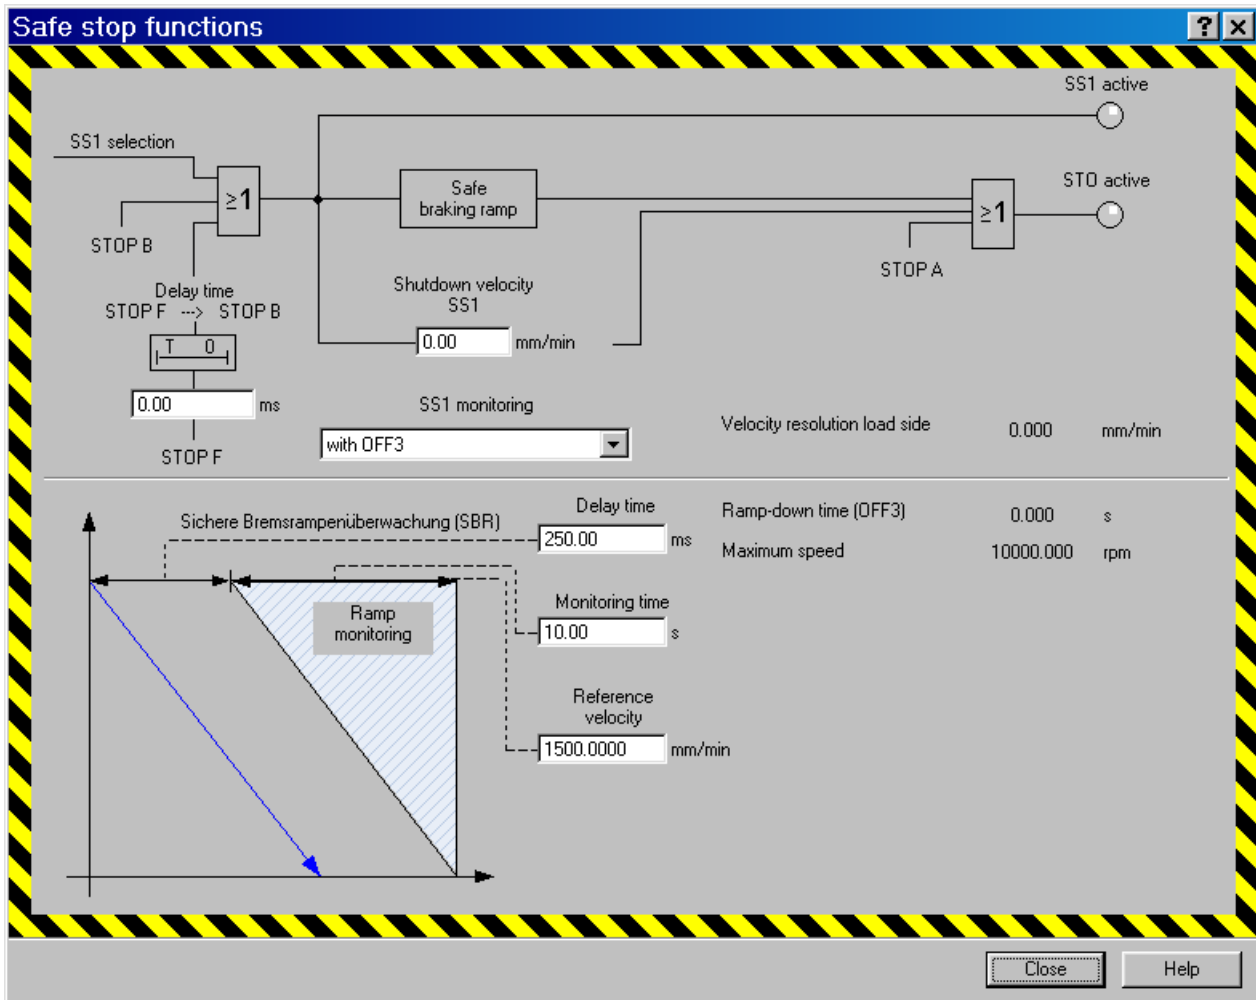 Safe stop functions
SS1 active
SS1 selection
≥1
Safe
braking ramp
≥1
STO active
STOP B
STOP A
Delay time
STOP F ---> STOP B
T 0
Shutdown velocity
SS1
0.00 mm/min
0.00 ms
STOP F
SS1 monitoring
with OFF3
Velocity resolution load side 0.000 mm/min
Sichere Bremsrampenüberwachung (SBR)
Delay time
250.00 ms
Ramp-down time (OFF3) 0.000 s
Maximum speed 10000.000 rpm
Ramp
monitoring
Monitoring time
10.00 s
Reference
velocity
1500.0000 mm/min
Close
Help